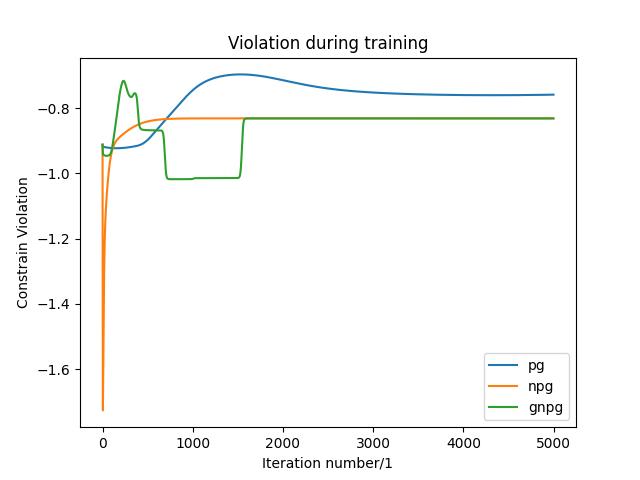 Violation during training
Constrain Violation
−0.8
−1.0
−1.2
−1.4
−1.6
0 1000 2000 3000 4000 5000
Iteration number/1
pg
npg
gnpg